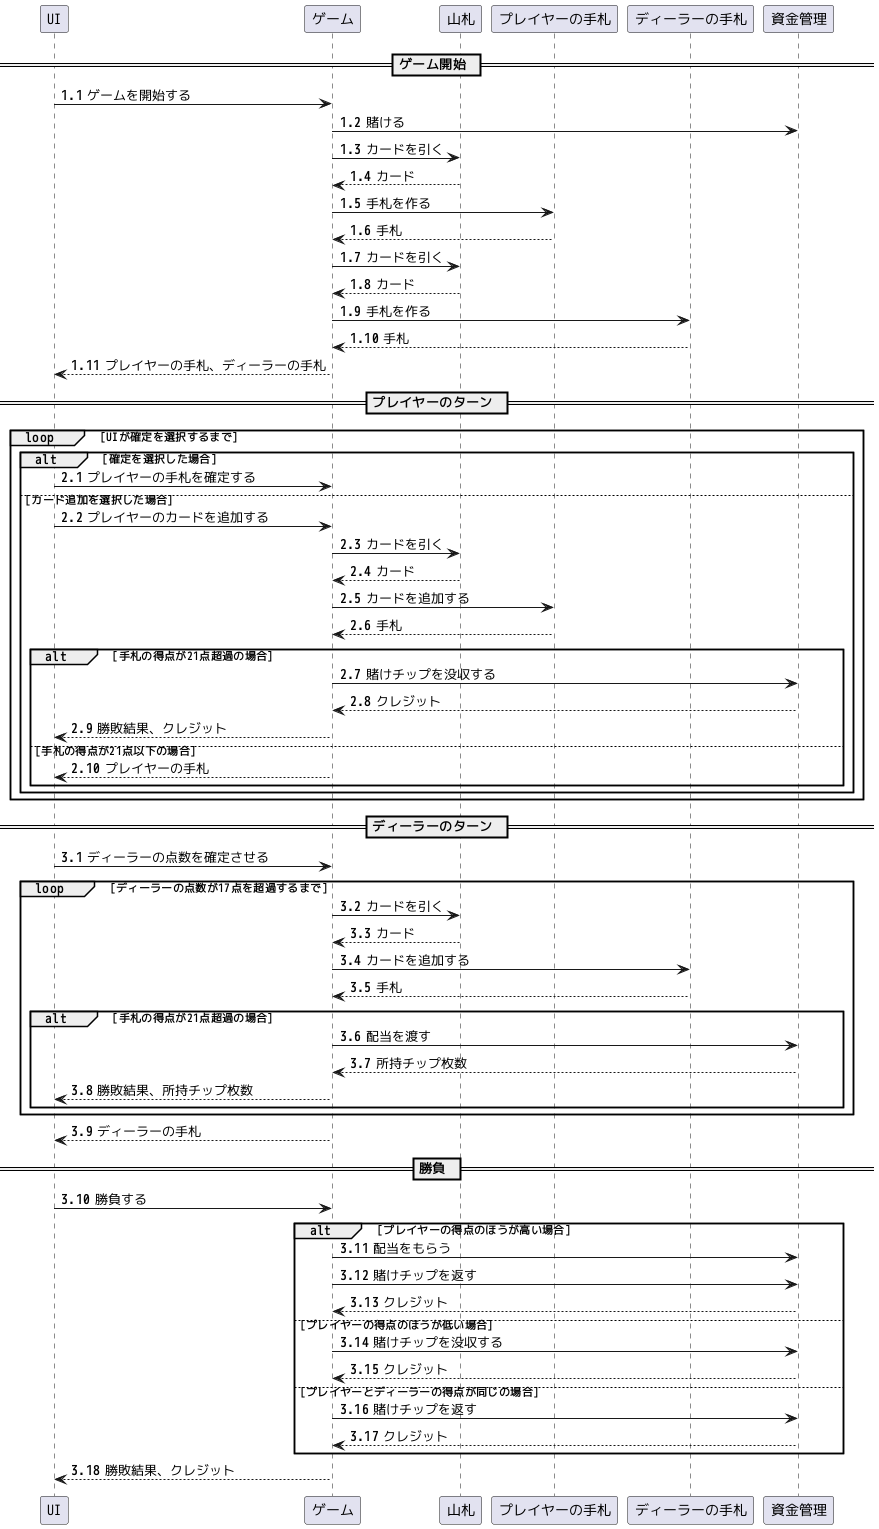 UI ゲーム 山札 プレイヤーの手札 ディーラーの手札 資金管理
ゲーム開始
1.1 ゲームを開始する
1.2 賭ける
1.3 カードを引く
1.4 カード
1.5 手札を作る
1.6 手札
1.7 カードを引く
1.8 カード
1.9 手札を作る
1.10 手札
1.11 プレイヤーの手札、ディーラーの手札
プレイヤーのターン
loop [UIが確定を選択するまで]
alt [確定を選択した場合]
2.1 プレイヤーの手札を確定する
[カード追加を選択した場合]
2.2 プレイヤーのカードを追加する
2.3 カードを引く
2.4 カード
2.5 カードを追加する
2.6 手札
alt [手札の得点が21点超過の場合]
2.7 賭けチップを没収する
2.8 クレジット
2.9 勝敗結果、クレジット
[手札の得点が21点以下の場合]
2.10 プレイヤーの手札
ディーラーのターン
3.1 ディーラーの点数を確定させる
loop [ディーラーの点数が17点を超過するまで]
3.2 カードを引く
3.3 カード
3.4 カードを追加する
3.5 手札
alt [手札の得点が21点超過の場合]
3.6 配当を渡す
3.7 所持チップ枚数
3.8 勝敗結果、所持チップ枚数
3.9 ディーラーの手札
勝負
3.10 勝負する
alt [プレイヤーの得点のほうが高い場合]
3.11 配当をもらう
3.12 賭けチップを返す
3.13 クレジット
[プレイヤーの得点のほうが低い場合]
3.14 賭けチップを没収する
3.15 クレジット
[プレイヤーとディーラーの得点が同じの場合]
3.16 賭けチップを返す
3.17 クレジット
3.18 勝敗結果、クレジット
UI ゲーム 山札 プレイヤーの手札 ディーラーの手札 資金管理